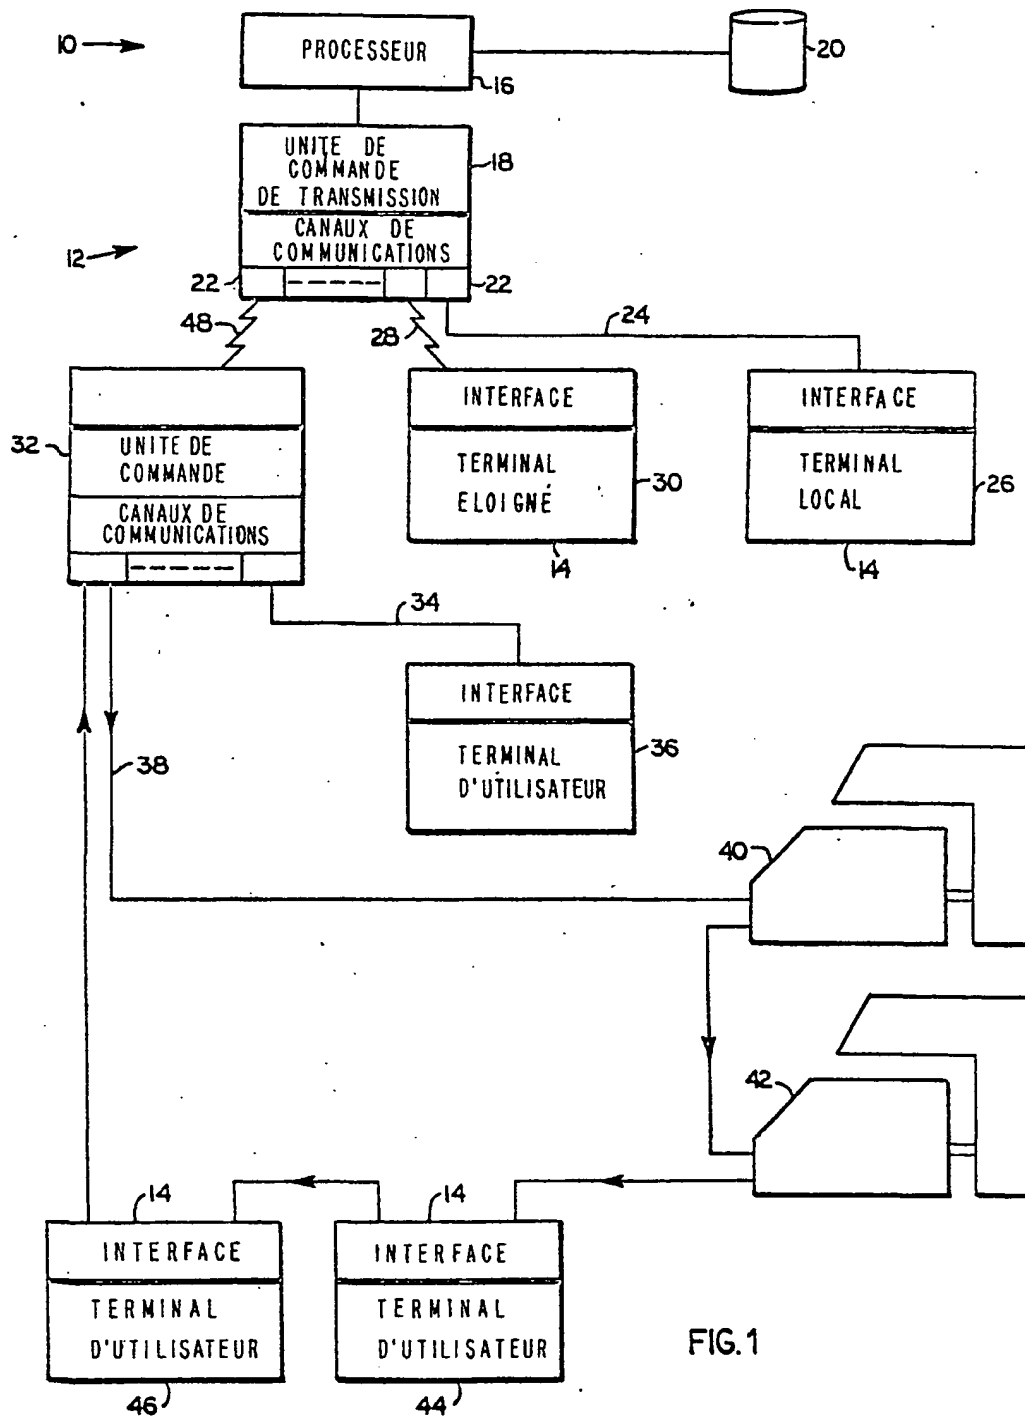 10
PROCESSEUR
16
20
UNITE DE
COMMANDE
DE TRANSMISSION
18
CANAUX DE
COMMUNICATIONS
12
22
22
48
28
24
32
UNITE DE
COMMANDE
CANAUX DE
COMMUNICATIONS
INTERFACE
TERMINAL
ELOIGNÉ
30
14
INTERFACE
TERMINAL
LOCAL
26
14
34
INTERFACE
TERMINAL
D'UTILISATEUR
36
38
40
42
14
INTERFACE
TERMINAL
D'UTILISATEUR
46
14
INTERFACE
TERMINAL
D'UTILISATEUR
44
FIG.1